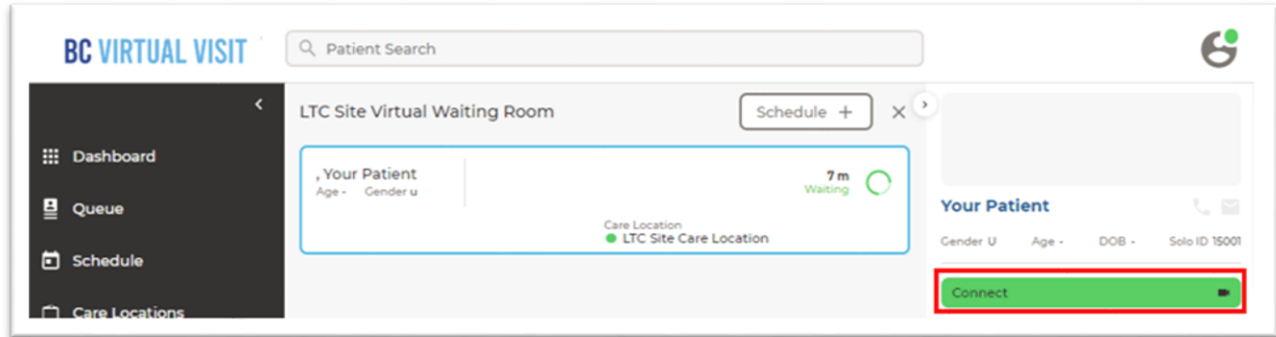 BC VIRTUAL VISIT
Patient Search
LTC Site Virtual Waiting Room
Schedule +
Dashboard
Queue
Schedule
Care Locations
, Your Patient
Age - Gender u
7 m
Waiting
Care Location
LTC Site Care Location
Your Patient
Gender U Age - DOB - Solo ID 15001
Connect